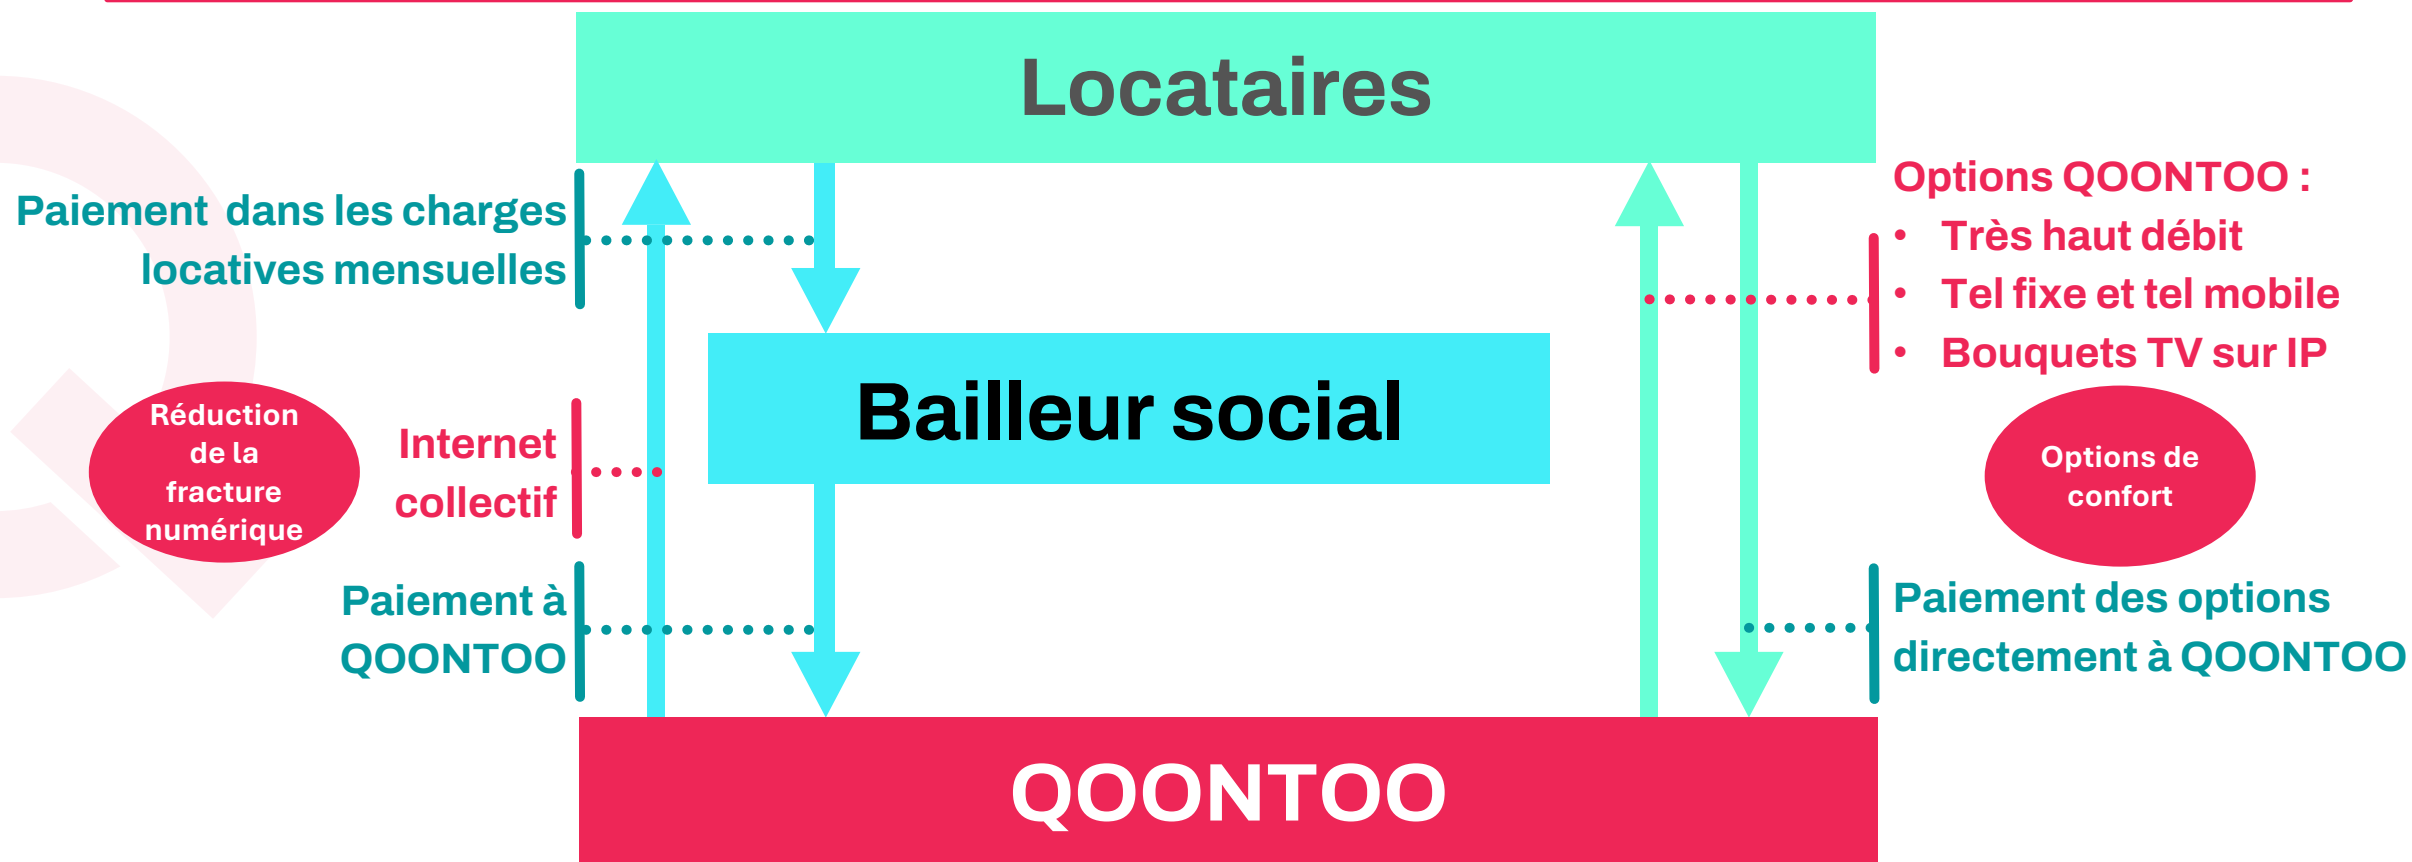 Locataires
Paiement dans les charges
locatives mensuelles
Options QOONTOO :
• Très haut débit
• Tel fixe et tel mobile
• Bouquets TV sur IP
Bailleur social
Réduction
de la
fracture
numérique
Internet
collectif
Options de
confort
Paiement à
QOONTOO
Paiement des options
directement à QOONTOO
QOONTOO